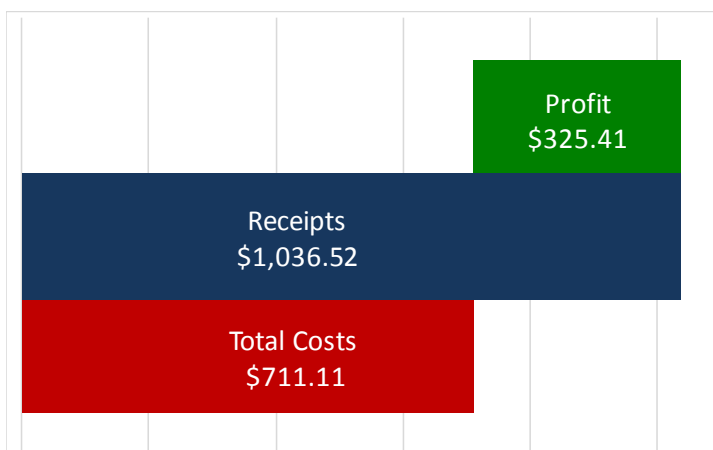 Profit
$325.41
Receipts
$1,036.52
Total Costs
$711.11